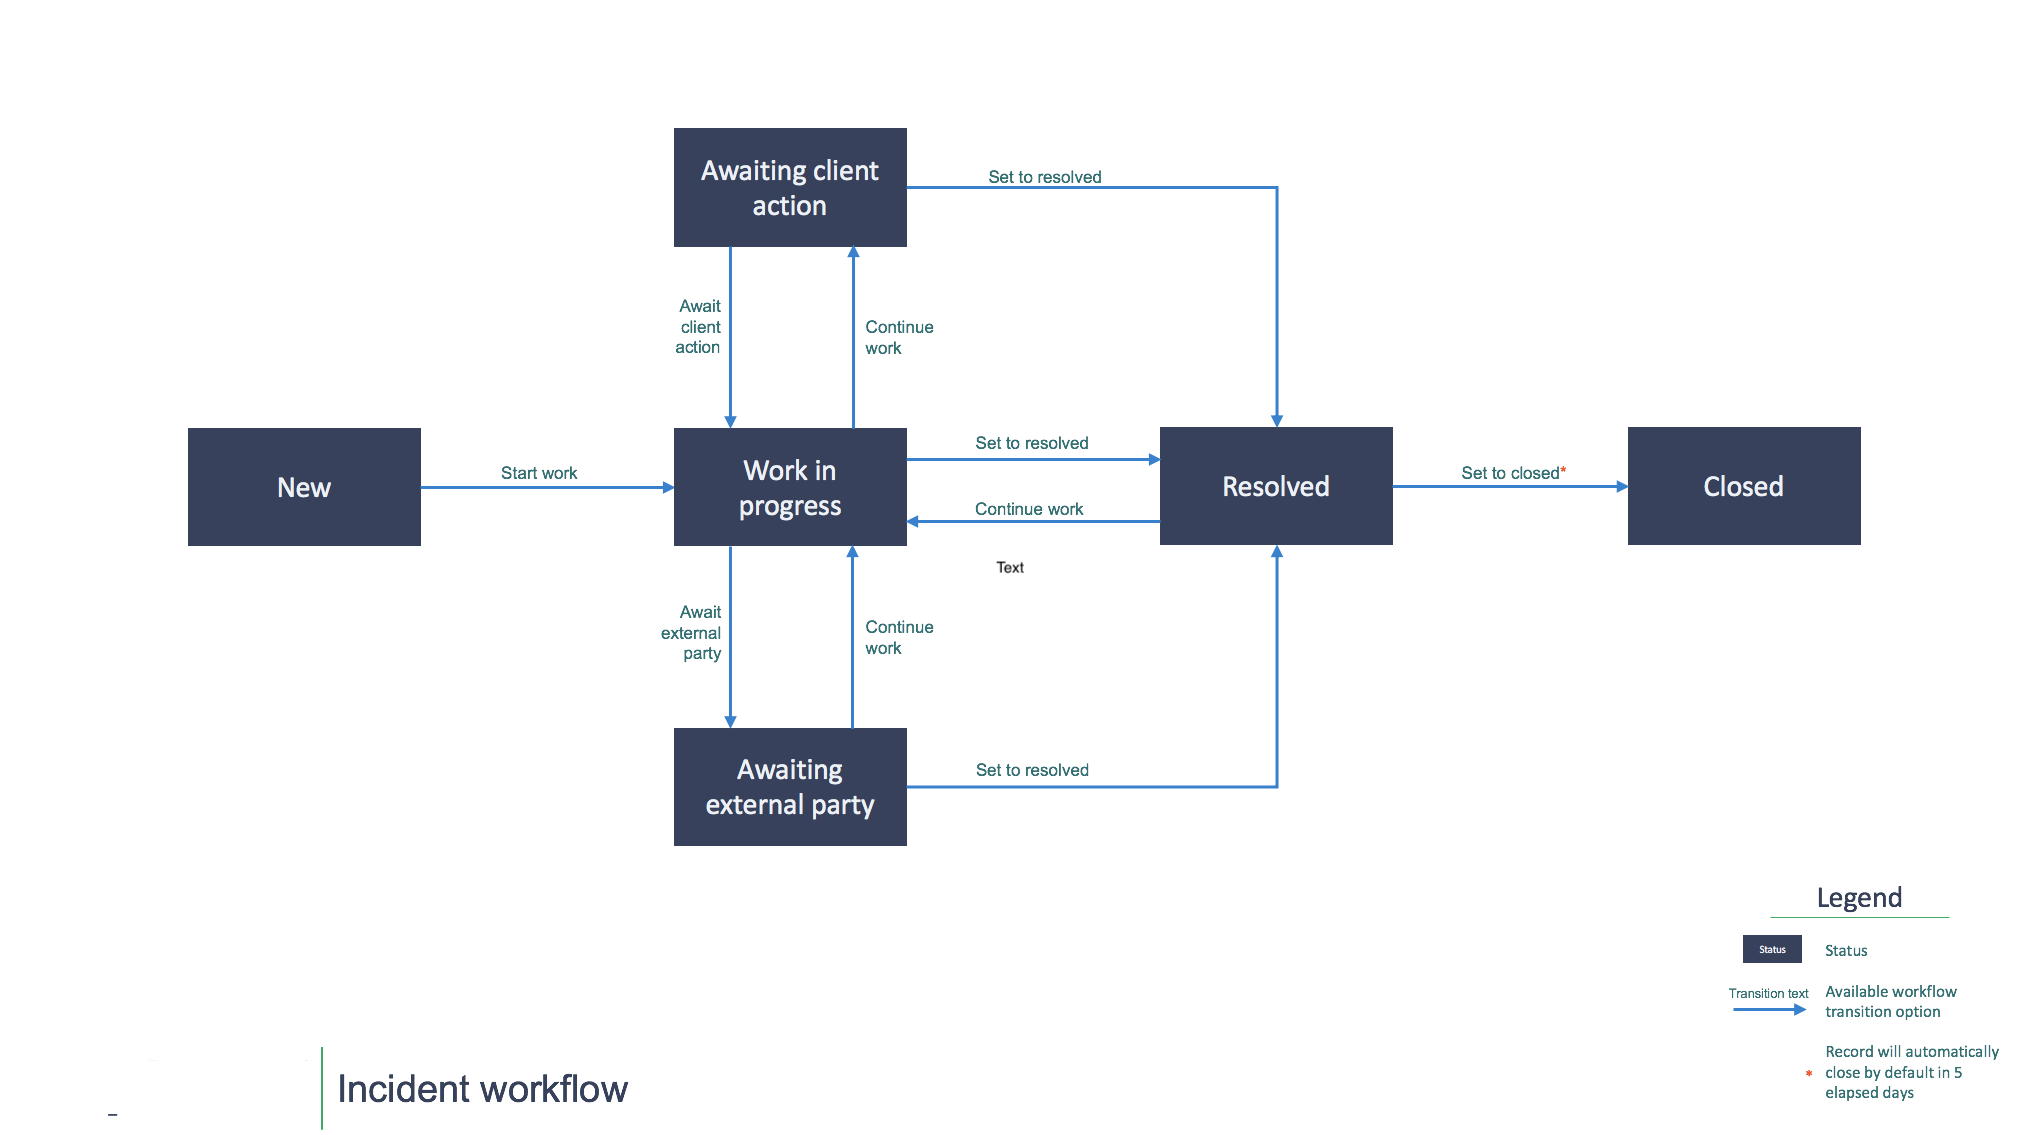 Awaiting client
action
Set to resolved
Await
client
action
Continue
work
New
Start work
Work in
progress
Set to resolved
Continue work
Text
Resolved
Set to closed*
Closed
Await
external
party
Continue
work
Awaiting
external party
Set to resolved
Legend
Status
Status
Transition text
Available workflow
transition option
*
Record will automatically
close by default in 5
elapsed days
Incident workflow